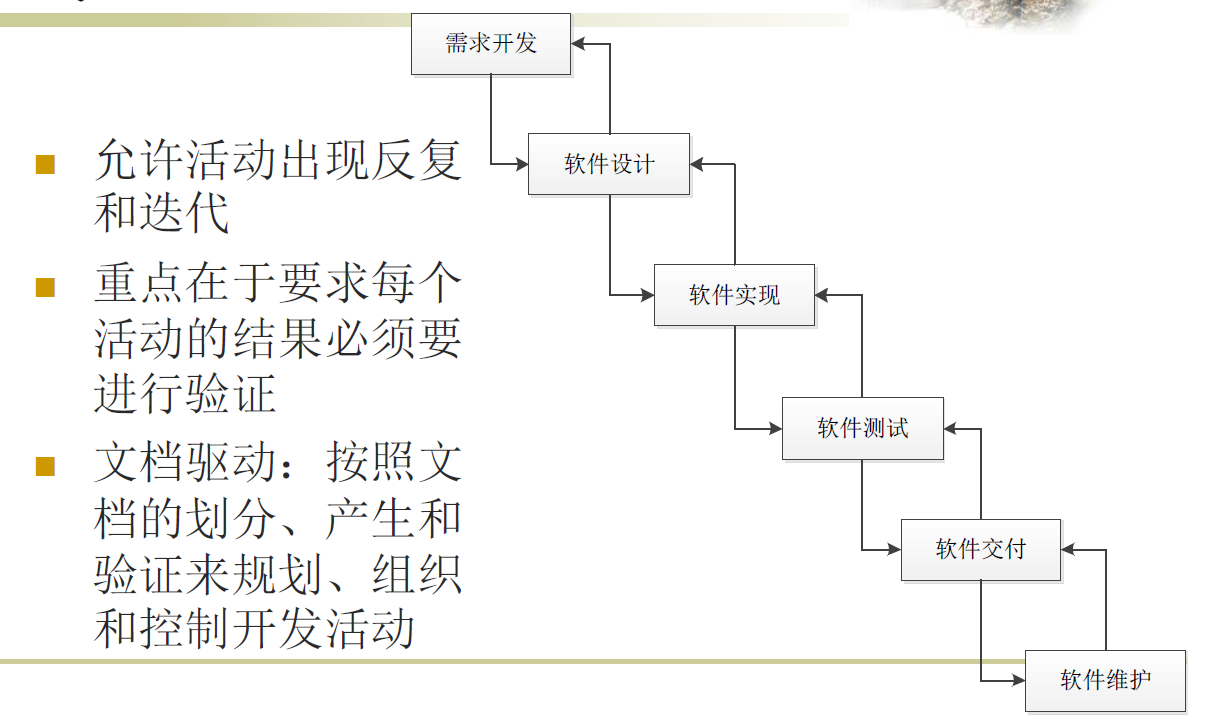 允许活动出现反复
和迭代
重点在于要求每个
活动的结果必须要
进行验证
文档驱动：按照文
档的划分、产生和
验证来规划、组织
和控制开发活动
需求开发
软件设计
软件实现
软件测试
软件交付
软件维护